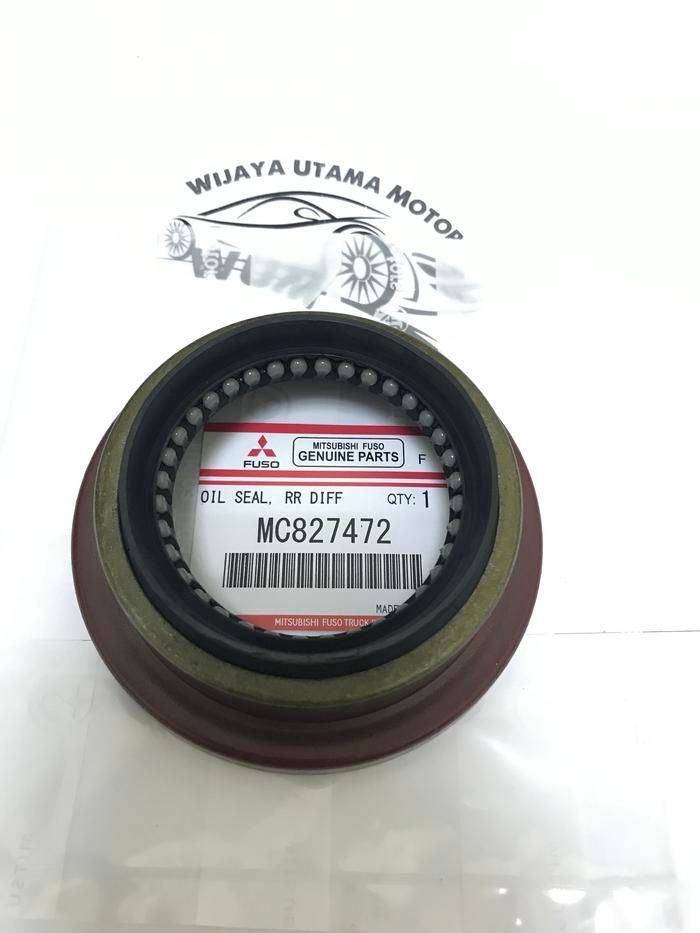 WIJAYA UTAMA MOTOR
FUSO
MITSUBISHI FUSO
GENUINE PARTS
F
OIL SEAL, RR DIFF QTY: 1
MC827472
MADE
MITSUBISHI FUSO TRUCK